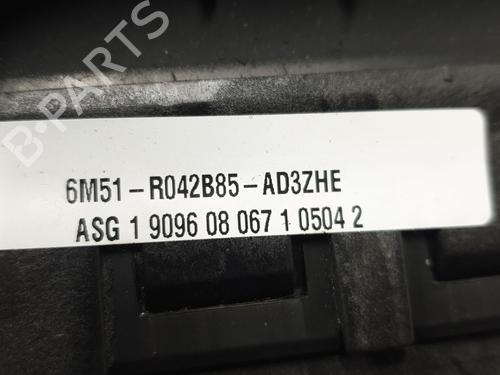 B-PARTS
6M51-R042B85-AD3ZHE
ASG 1 9096 08 067 1 0504 2